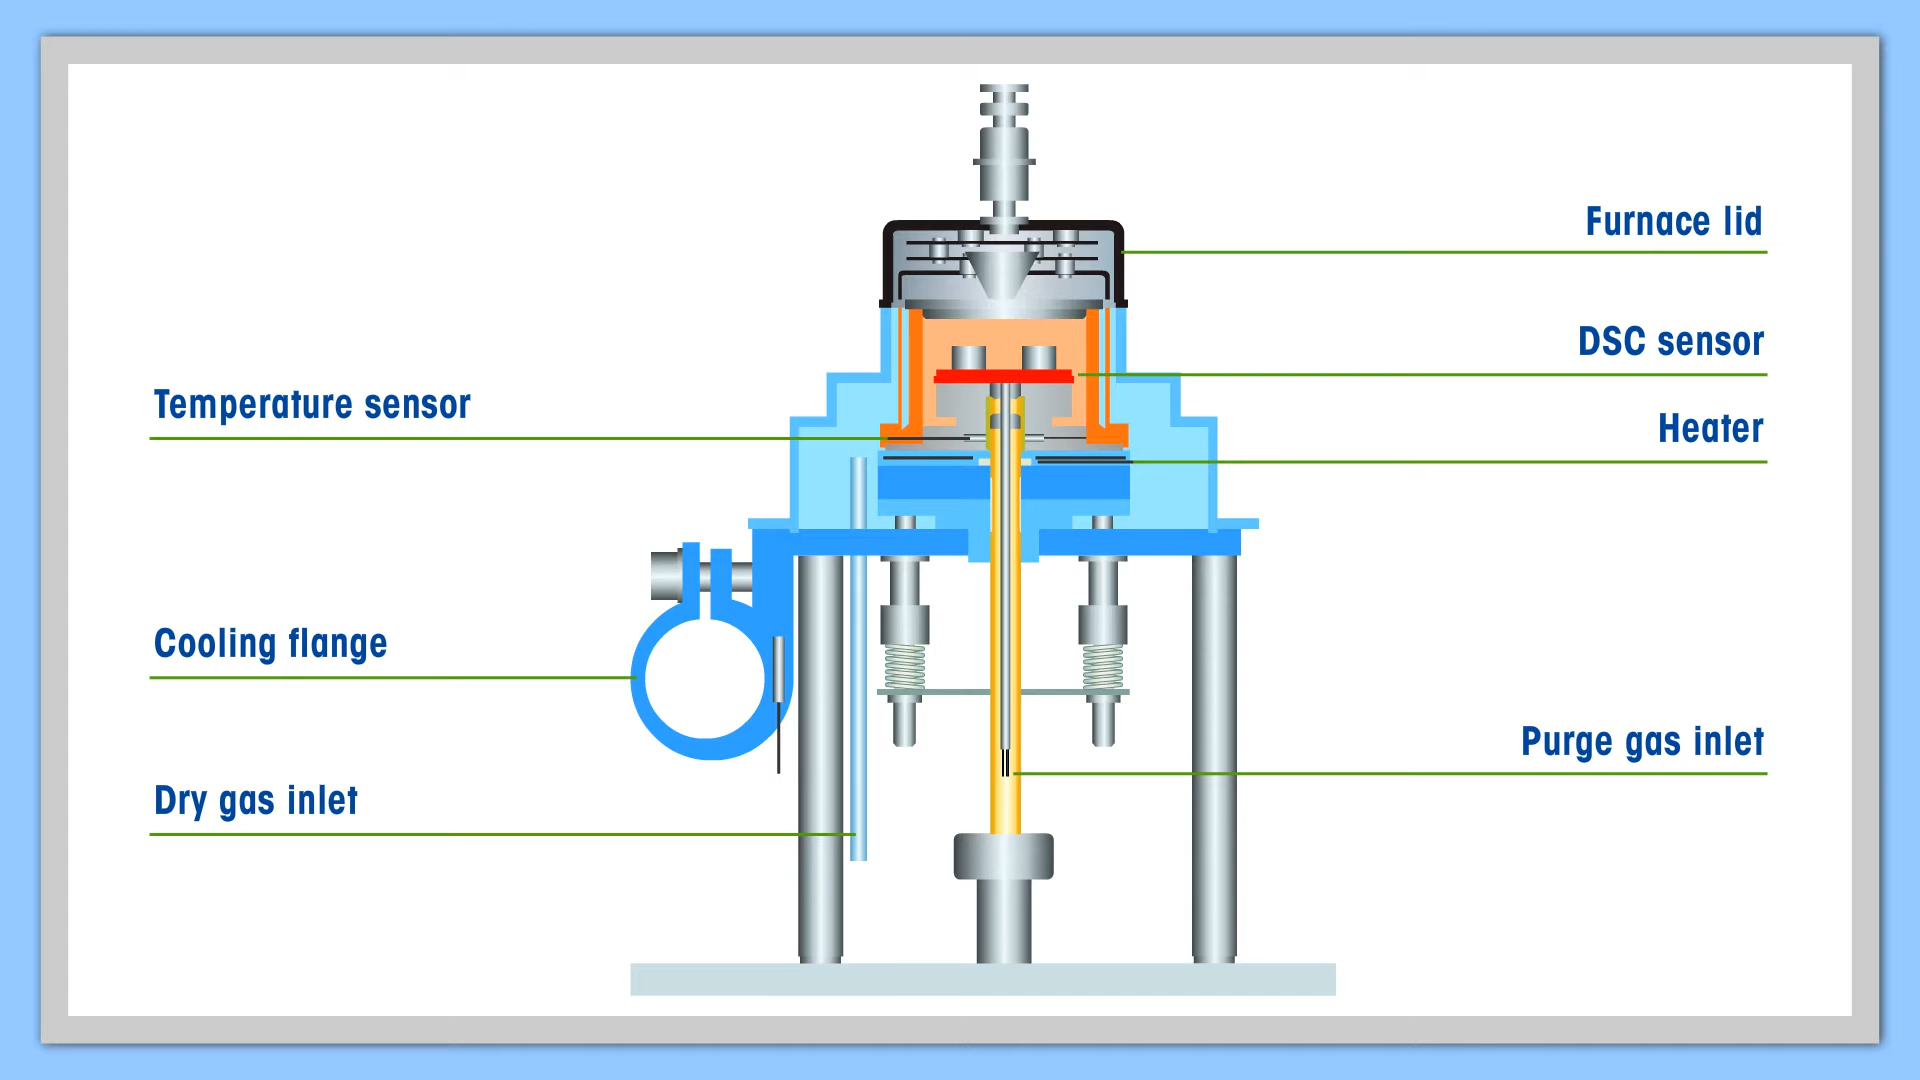 Furnace lid
DSC sensor
Temperature sensor
Heater
Cooling flange
Purge gas inlet
Dry gas inlet